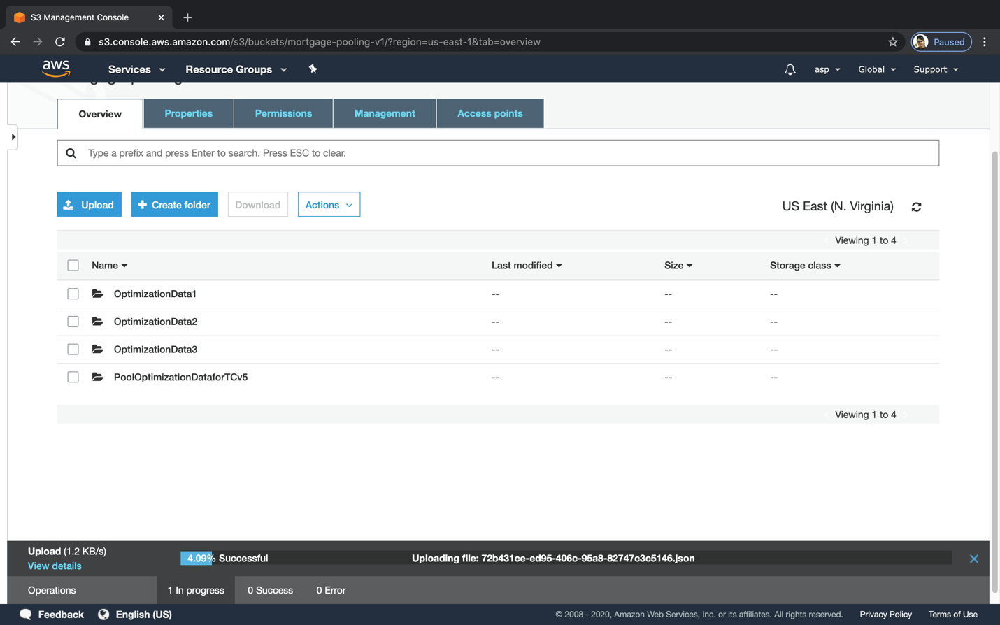 S3 Management Console
s3.console.aws.amazon.com/s3/buckets/mortgage-pooling-v1/?region=us-east-1&tab=overview
Paused
aws
Services
Resource Groups
asp
Global
Support
Overview
Properties
Permissions
Management
Access points
Type a prefix and press Enter to search. Press ESC to clear.
Upload
Create folder
Download
Actions
US East (N. Virginia)
Viewing 1 to 4
Name
Last modified
Size
Storage class
OptimizationData1 -- -- --
OptimizationData2 -- -- --
OptimizationData3 -- -- --
PoolOptimizationDataforTCv5 -- -- --
Viewing 1 to 4
Upload (1.2 KB/s)
View details
4.09% Successful
Uploading file: 72b431ce-ed95-406c-95a8-82747c3c5146.json
Operations
1 In progress
0 Success
0 Error
Feedback
English (US)
© 2008 - 2020, Amazon Web Services, Inc. or its affiliates. All rights reserved.
Privacy Policy
Terms of Use